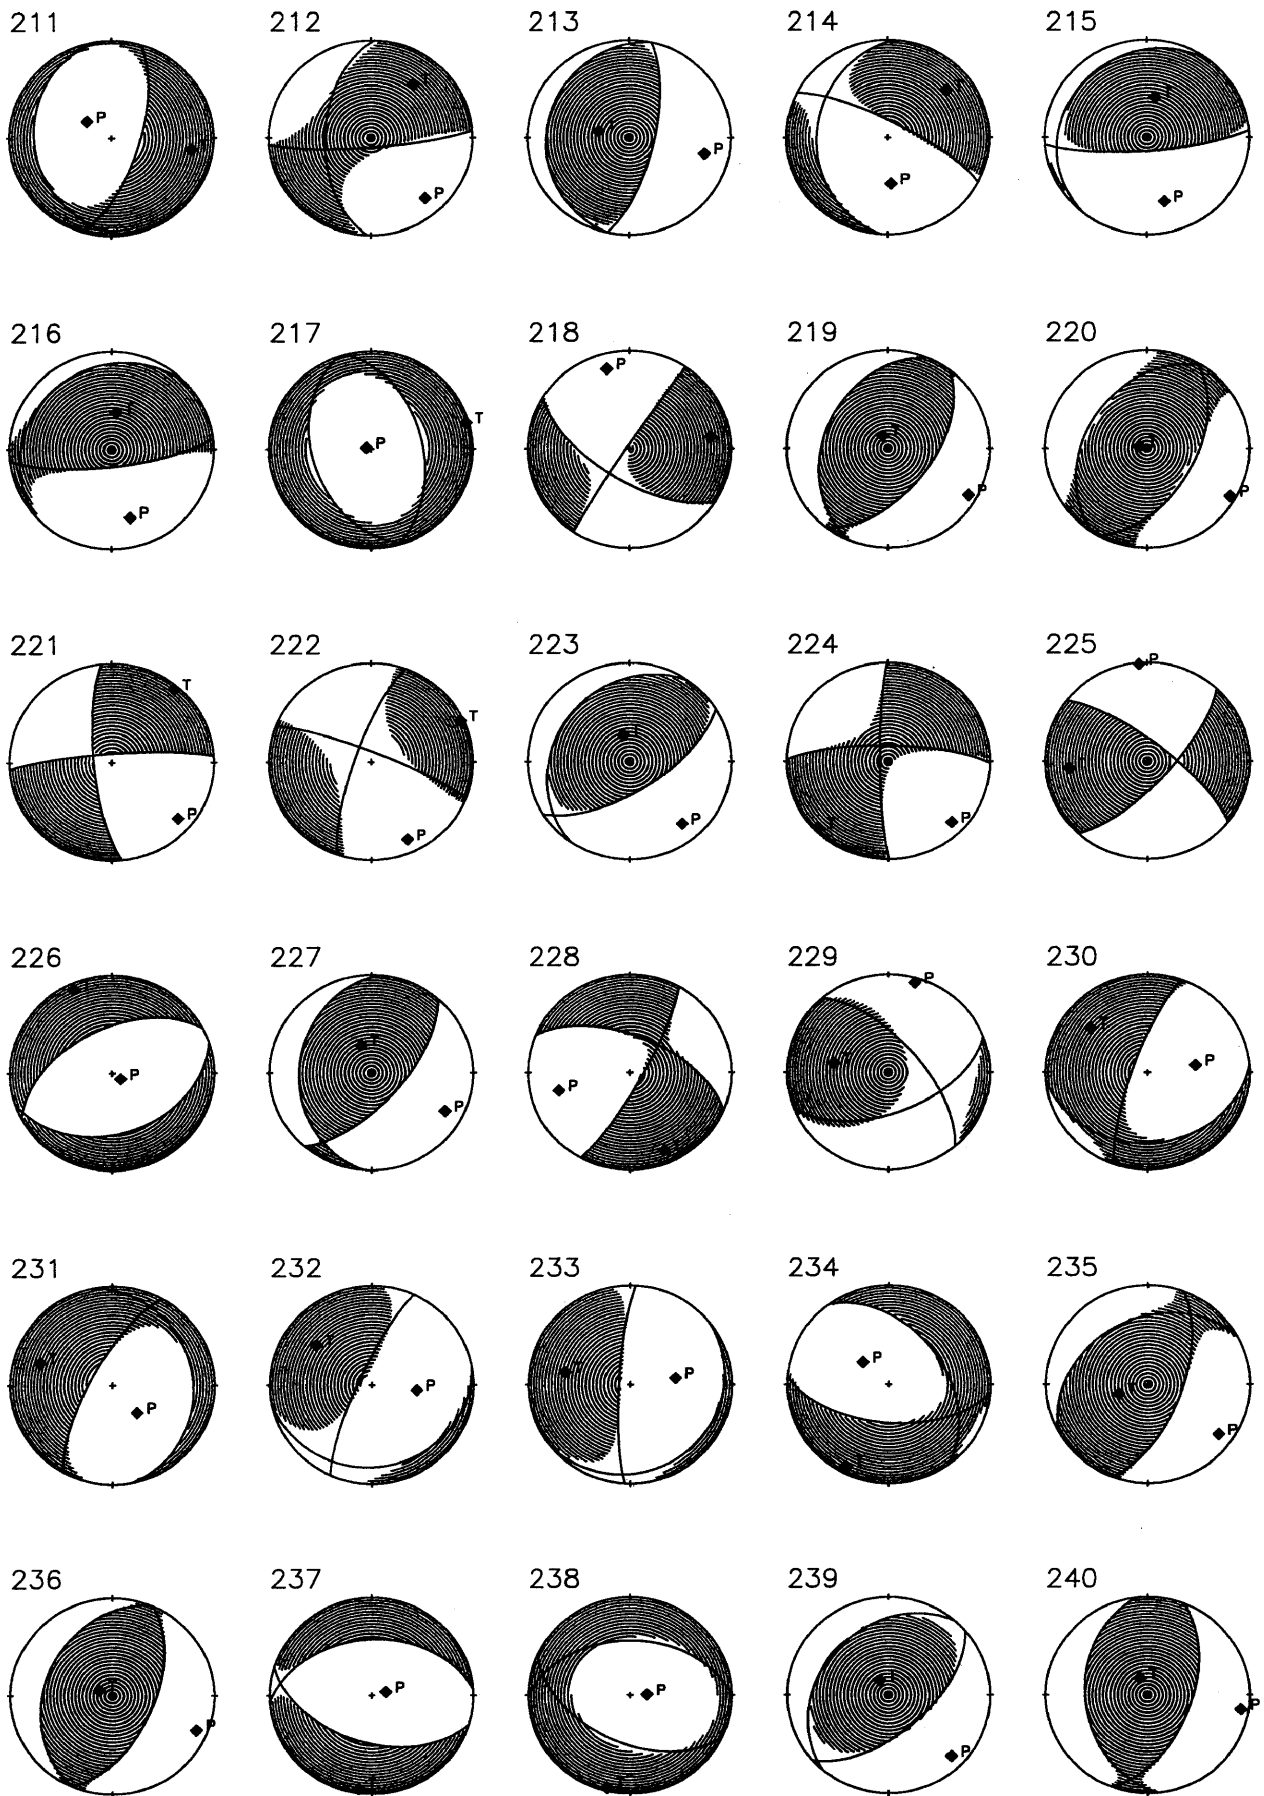 211 212 213 214 215
P T P T P T P P T
P
216 217 218 219 220
T P P T P T P T P
221 222 223 224 225
T P T P T P P P
226 227 228 229 230
P T P P P T T P
231 232 233 234 235
T P T P T P P T T P
236 237 238 239 240
T P P P T P T P